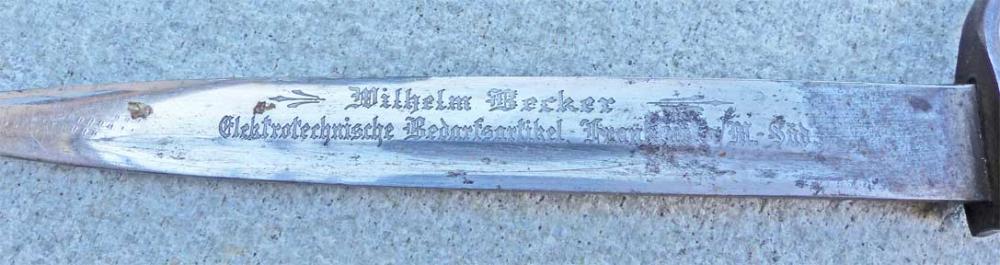 Wilhelm Becker
Elektrotechnische Bedarfsartikel. /M.-Süd